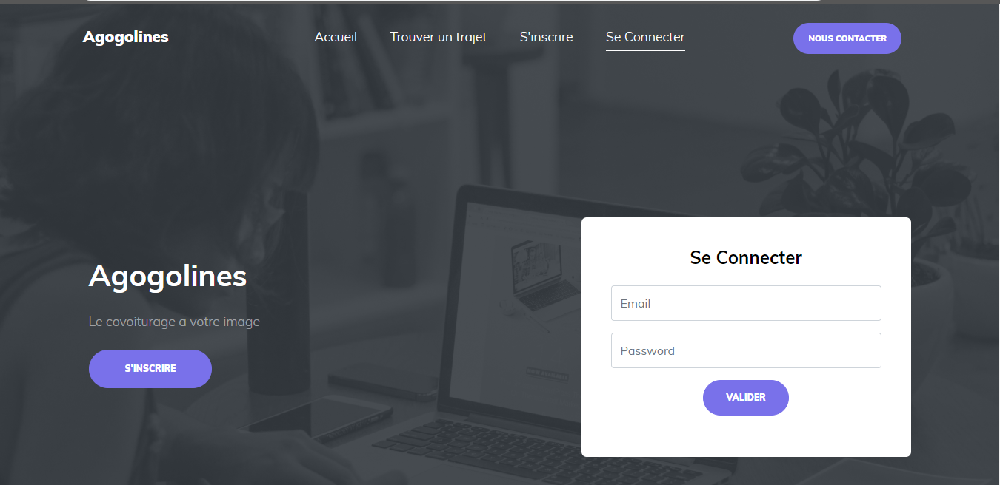 Agogolines
Accueil
Trouver un trajet
S'inscrire
Se Connecter
NOUS CONTACTER
Agogolines
Le covoiturage a votre image
S'INSCRIRE
Se Connecter
Email
Password
VALIDER